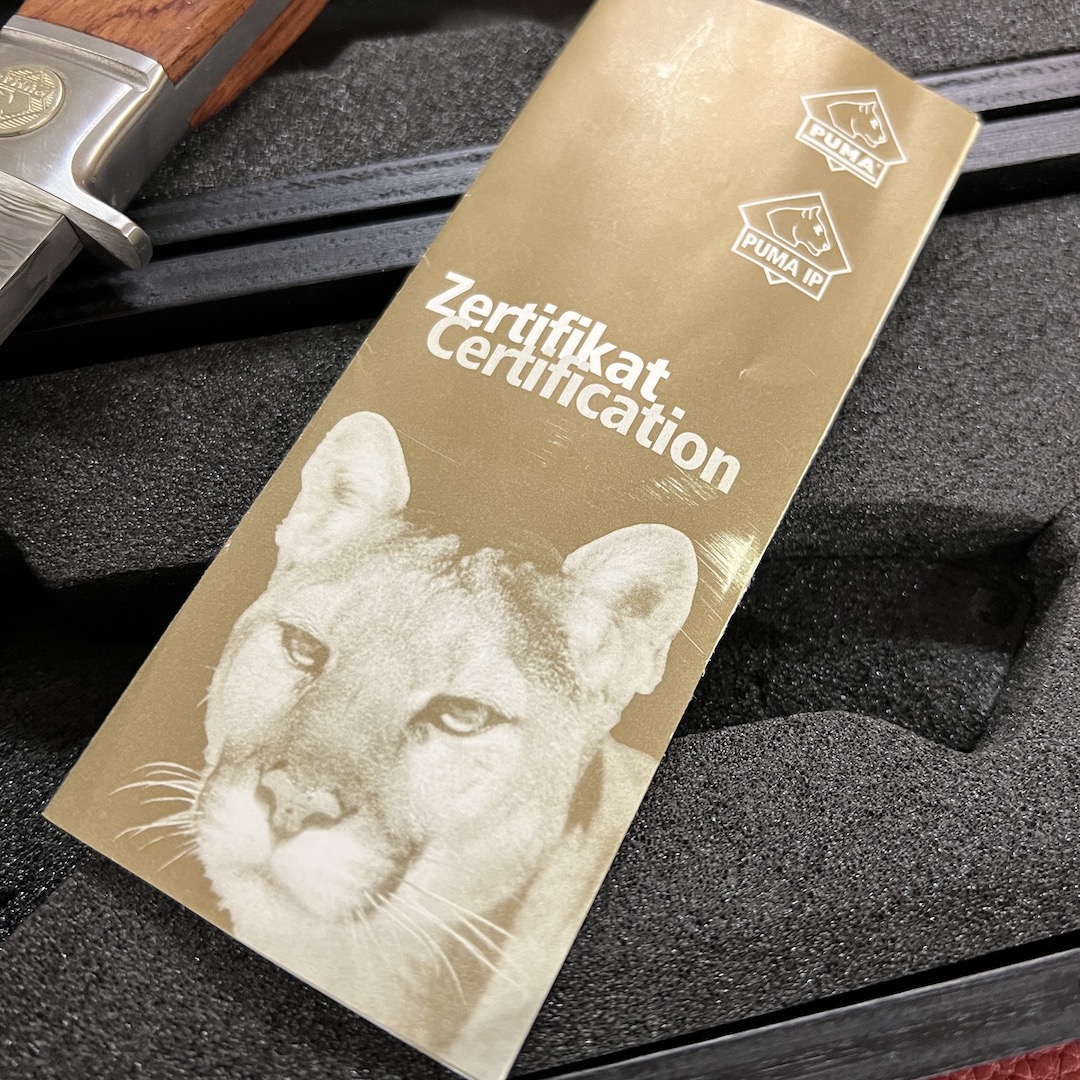 PUMA
PUMA IP
Zertifikat
Certification